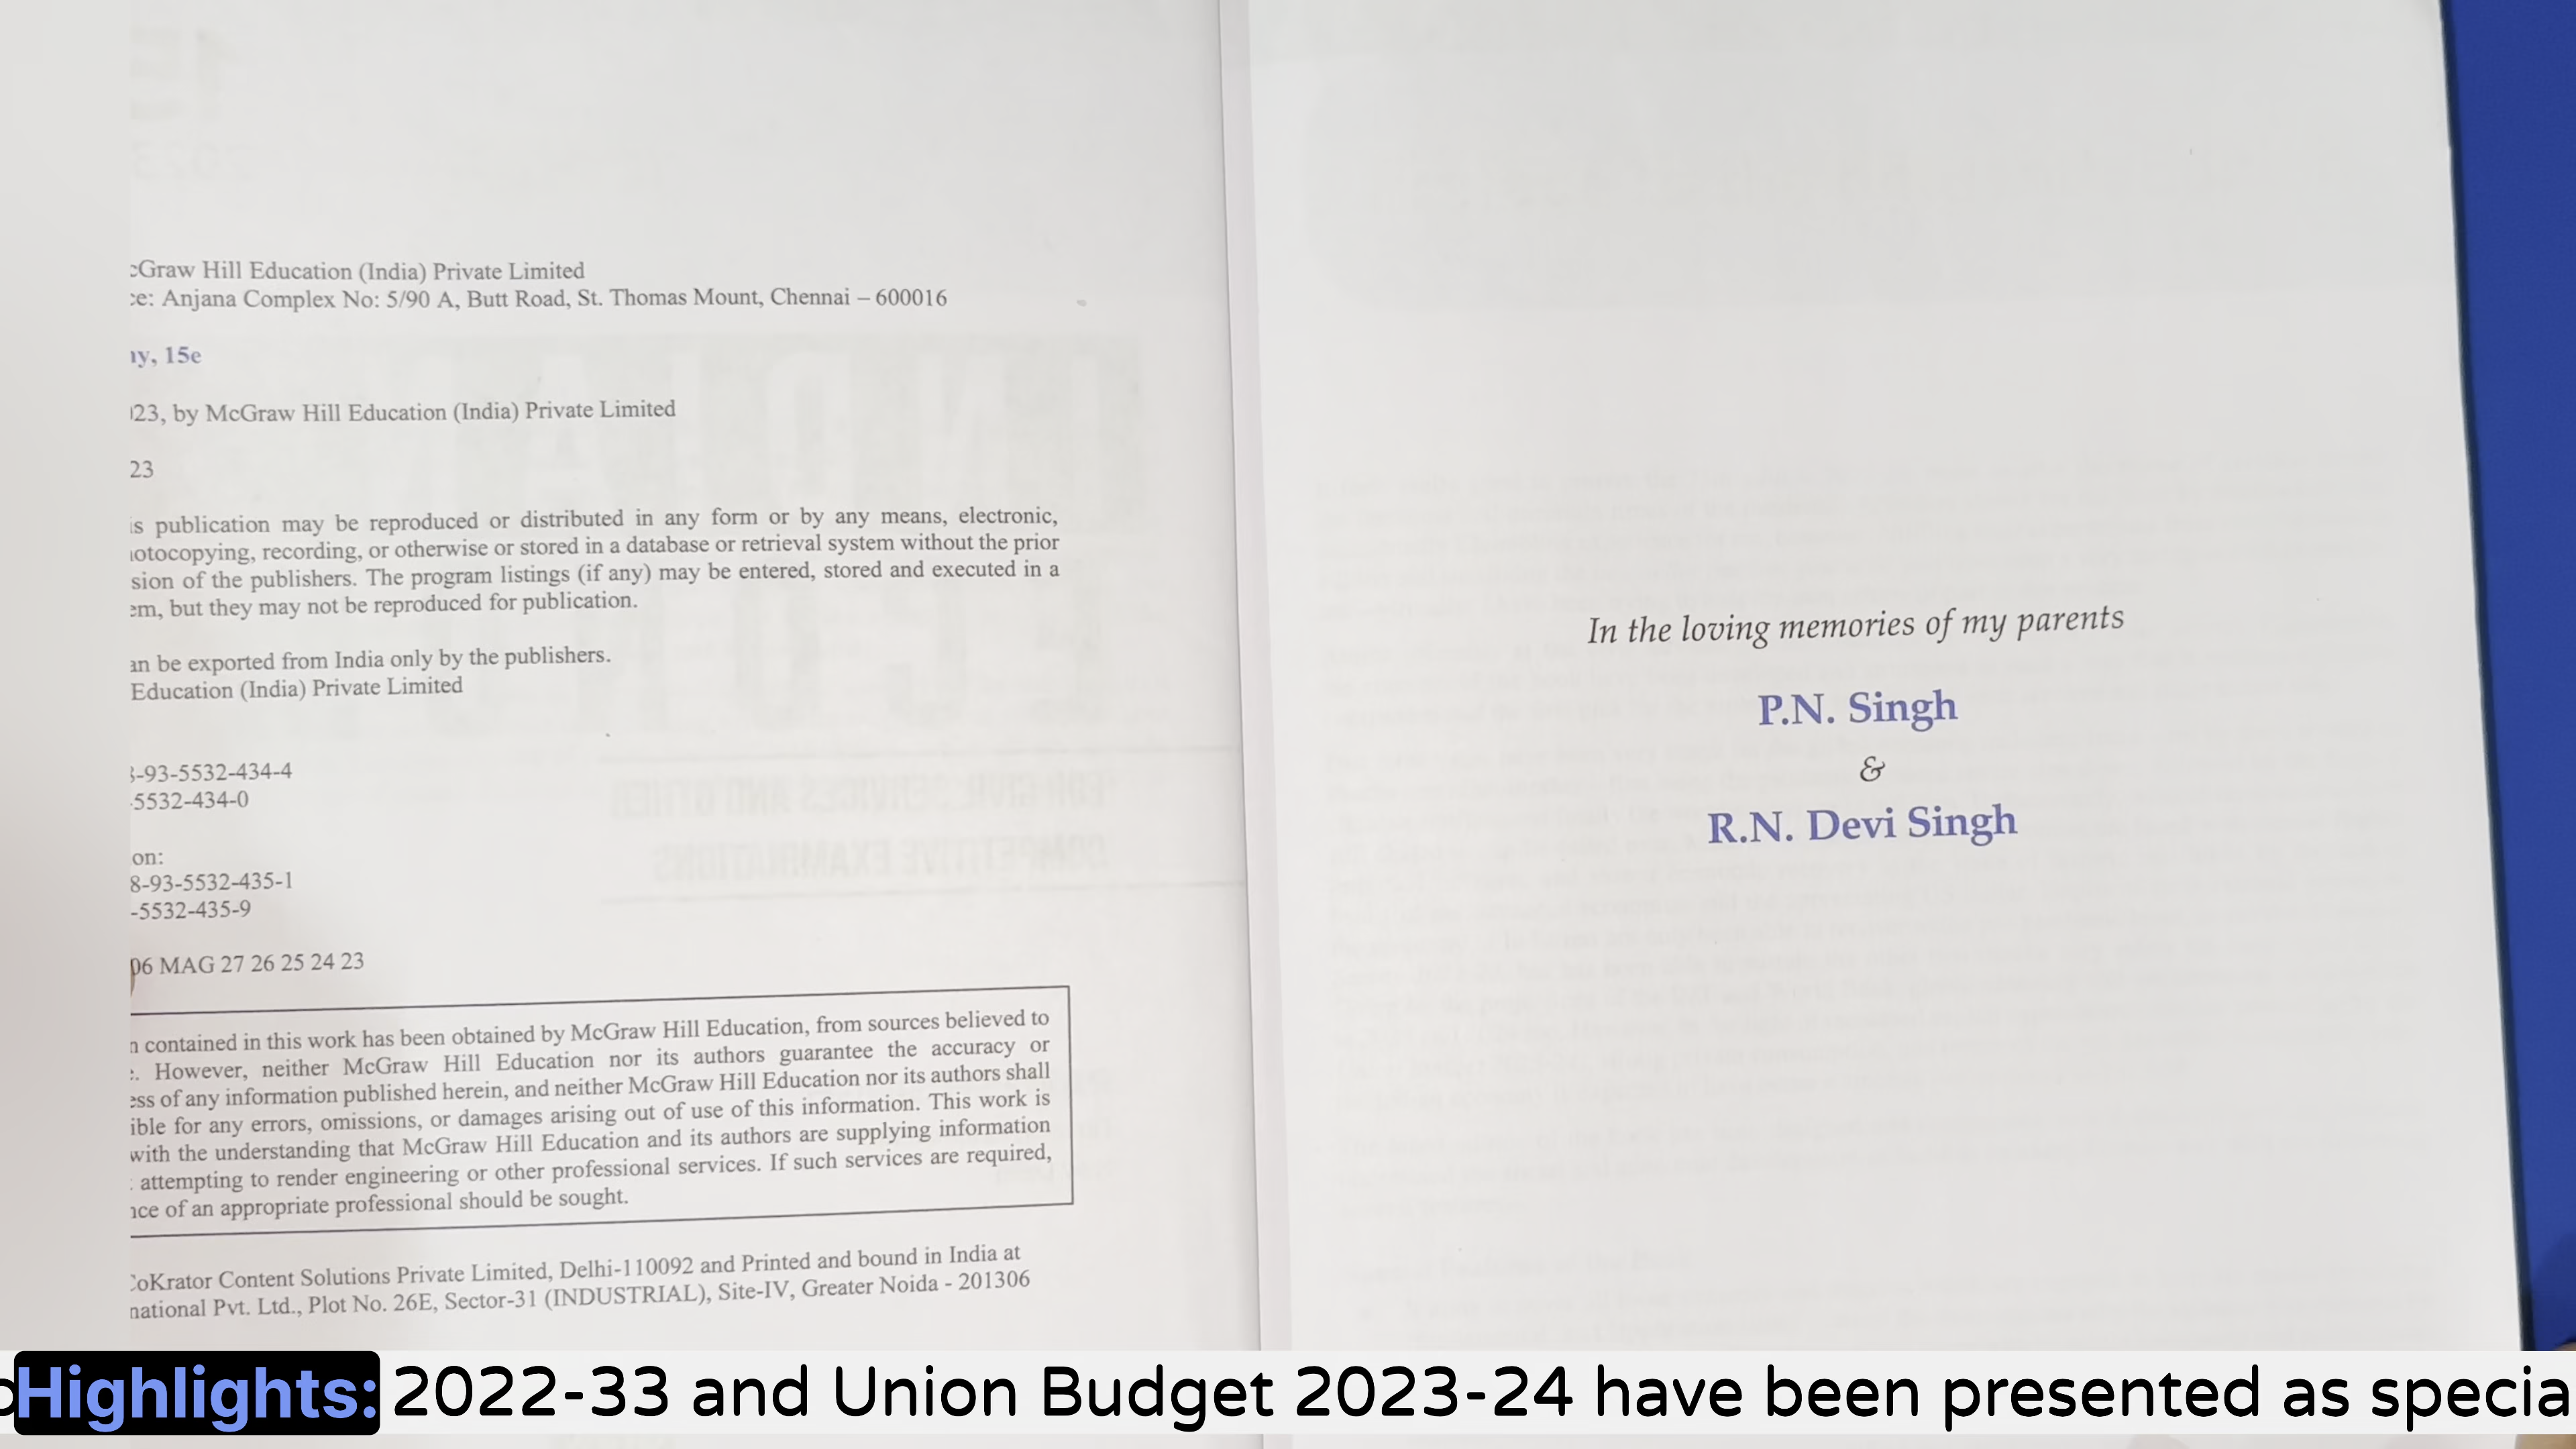 cGraw Hill Education (India) Private Limited
ce: Anjana Complex No: 5/90 A, Butt Road, St. Thomas Mount, Chennai – 600016
ny, 15e
023, by McGraw Hill Education (India) Private Limited
23
is publication may be reproduced or distributed in any form or by any means, electronic,
notocopying, recording, or otherwise or stored in a database or retrieval system without the prior
sion of the publishers. The program listings (if any) may be entered, stored and executed in a
em, but they may not be reproduced for publication.
an be exported from India only by the publishers.
Education (India) Private Limited
8-93-5532-434-4
-5532-434-0
on:
8-93-5532-435-1
-5532-435-9
06 MAG 27 26 25 24 23
n contained in this work has been obtained by McGraw Hill Education, from sources believed to
e. However, neither McGraw Hill Education nor its authors guarantee the accuracy or
ess of any information published herein, and neither McGraw Hill Education nor its authors shall
ible for any errors, omissions, or damages arising out of use of this information. This work is
with the understanding that McGraw Hill Education and its authors are supplying information
t attempting to render engineering or other professional services. If such services are required,
nce of an appropriate professional should be sought.
CoKrator Content Solutions Private Limited, Delhi-110092 and Printed and bound in India at
national Pvt. Ltd., Plot No. 26E, Sector-31 (INDUSTRIAL), Site-IV, Greater Noida - 201306
In the loving memories of my parents
P.N. Singh
&
R.N. Devi Singh
Highlights: 2022-33 and Union Budget 2023-24 have been presented as specia